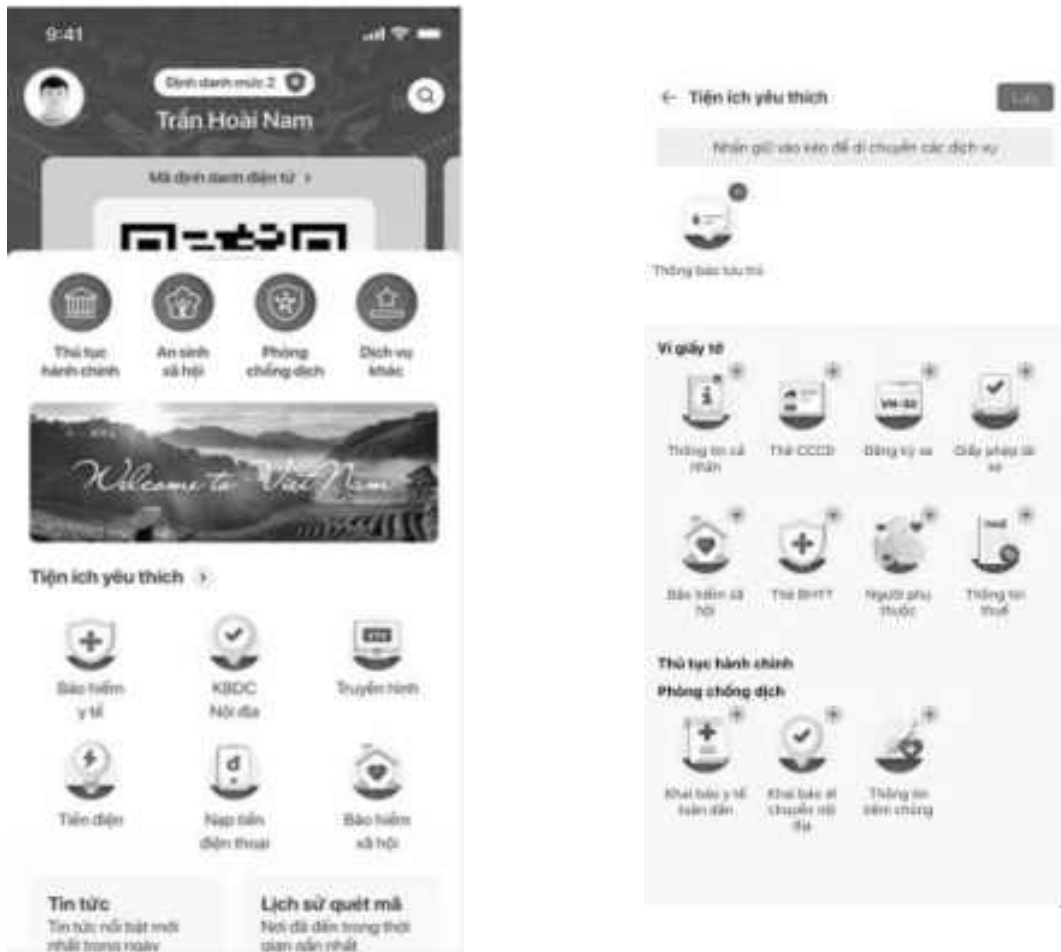 9:41
Định danh mức 2
Trần Hoài Nam
Mã định danh điện tử >
Thủ tục
hành chính
An sinh
xã hội
Phòng
chống dịch
Dịch vụ
khác
Welcome to Viet Nam
Tiện ích yêu thích >
Bảo hiểm
y tế
KBDC
Nội địa
Truyền hình
Tiền điện
Nạp tiền
điện thoại
Bảo hiểm
xã hội
Tin tức
Tin tức nổi bật mới
nhất trong ngày
Lịch sử quét mã
Nơi đã đến trong thời
gian gần nhất
← Tiện ích yêu thích
Nhấn giữ vào kéo để di chuyển các dịch vụ
Thông báo lưu trú
Ví giấy tờ
Thông tin cá
nhân
Thẻ CCCD
Đăng ký xe
Giấy phép lái
xe
Bảo hiểm xã
hội
Thẻ BHYT
Người phụ
thuộc
Thông tin
thuế
Thủ tục hành chính
Phòng chống dịch
Khai báo y tế
toàn dân
Khai báo di
chuyển nội
địa
Thông tin
tiêm chủng